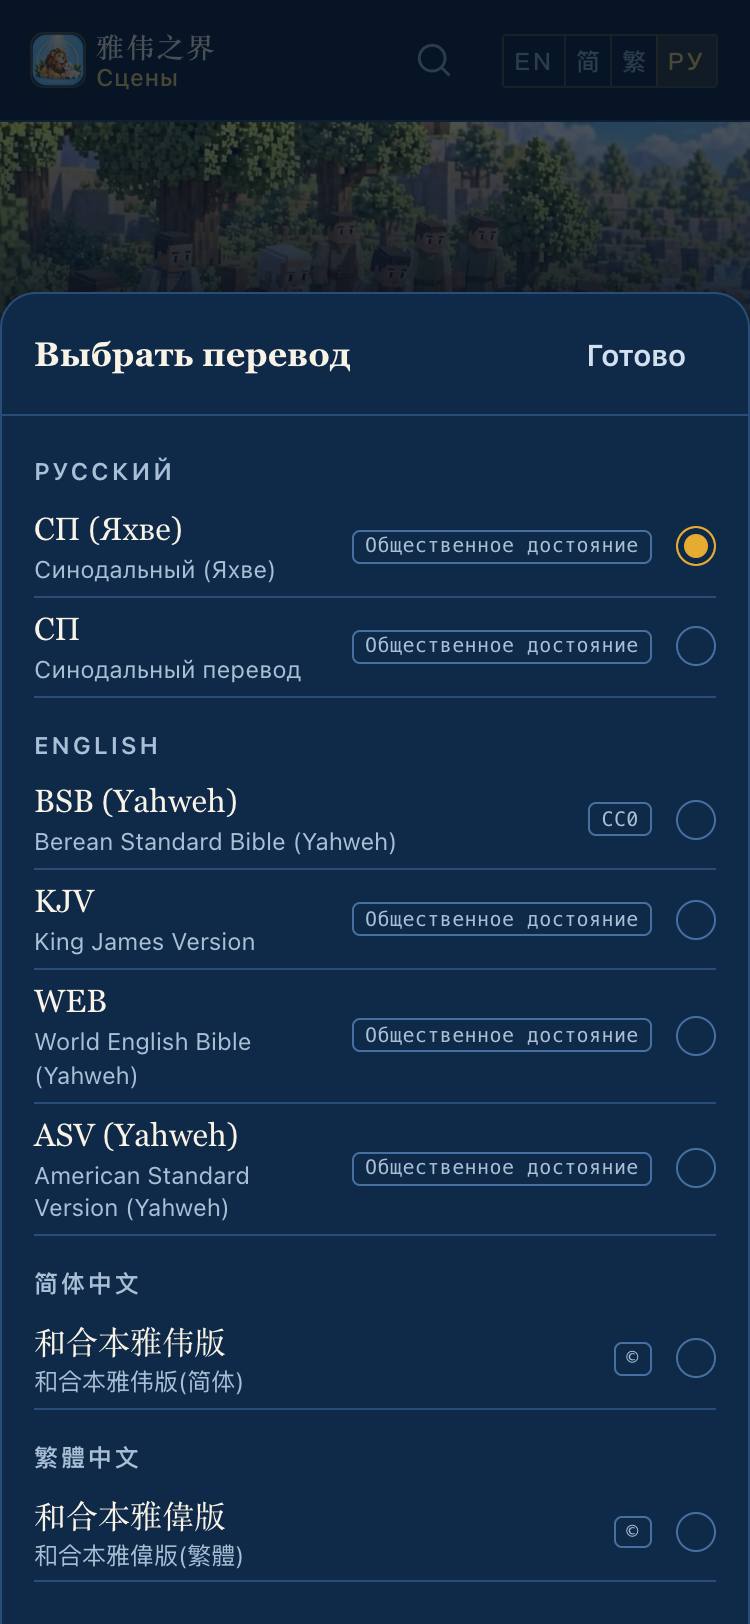 雅伟之界
Сцены
EN 简 繁 РУ
Выбрать перевод
Готово
РУССКИЙ
СП (Яхве)
Синодальный (Яхве)
Общественное достояние
СП
Синодальный перевод
Общественное достояние
ENGLISH
BSB (Yahweh)
Berean Standard Bible (Yahweh)
CC0
KJV
King James Version
Общественное достояние
WEB
World English Bible
(Yahweh)
Общественное достояние
ASV (Yahweh)
American Standard
Version (Yahweh)
Общественное достояние
简体中文
和合本雅伟版
和合本雅伟版(简体)
©
繁體中文
和合本雅偉版
和合本雅偉版(繁體)
©